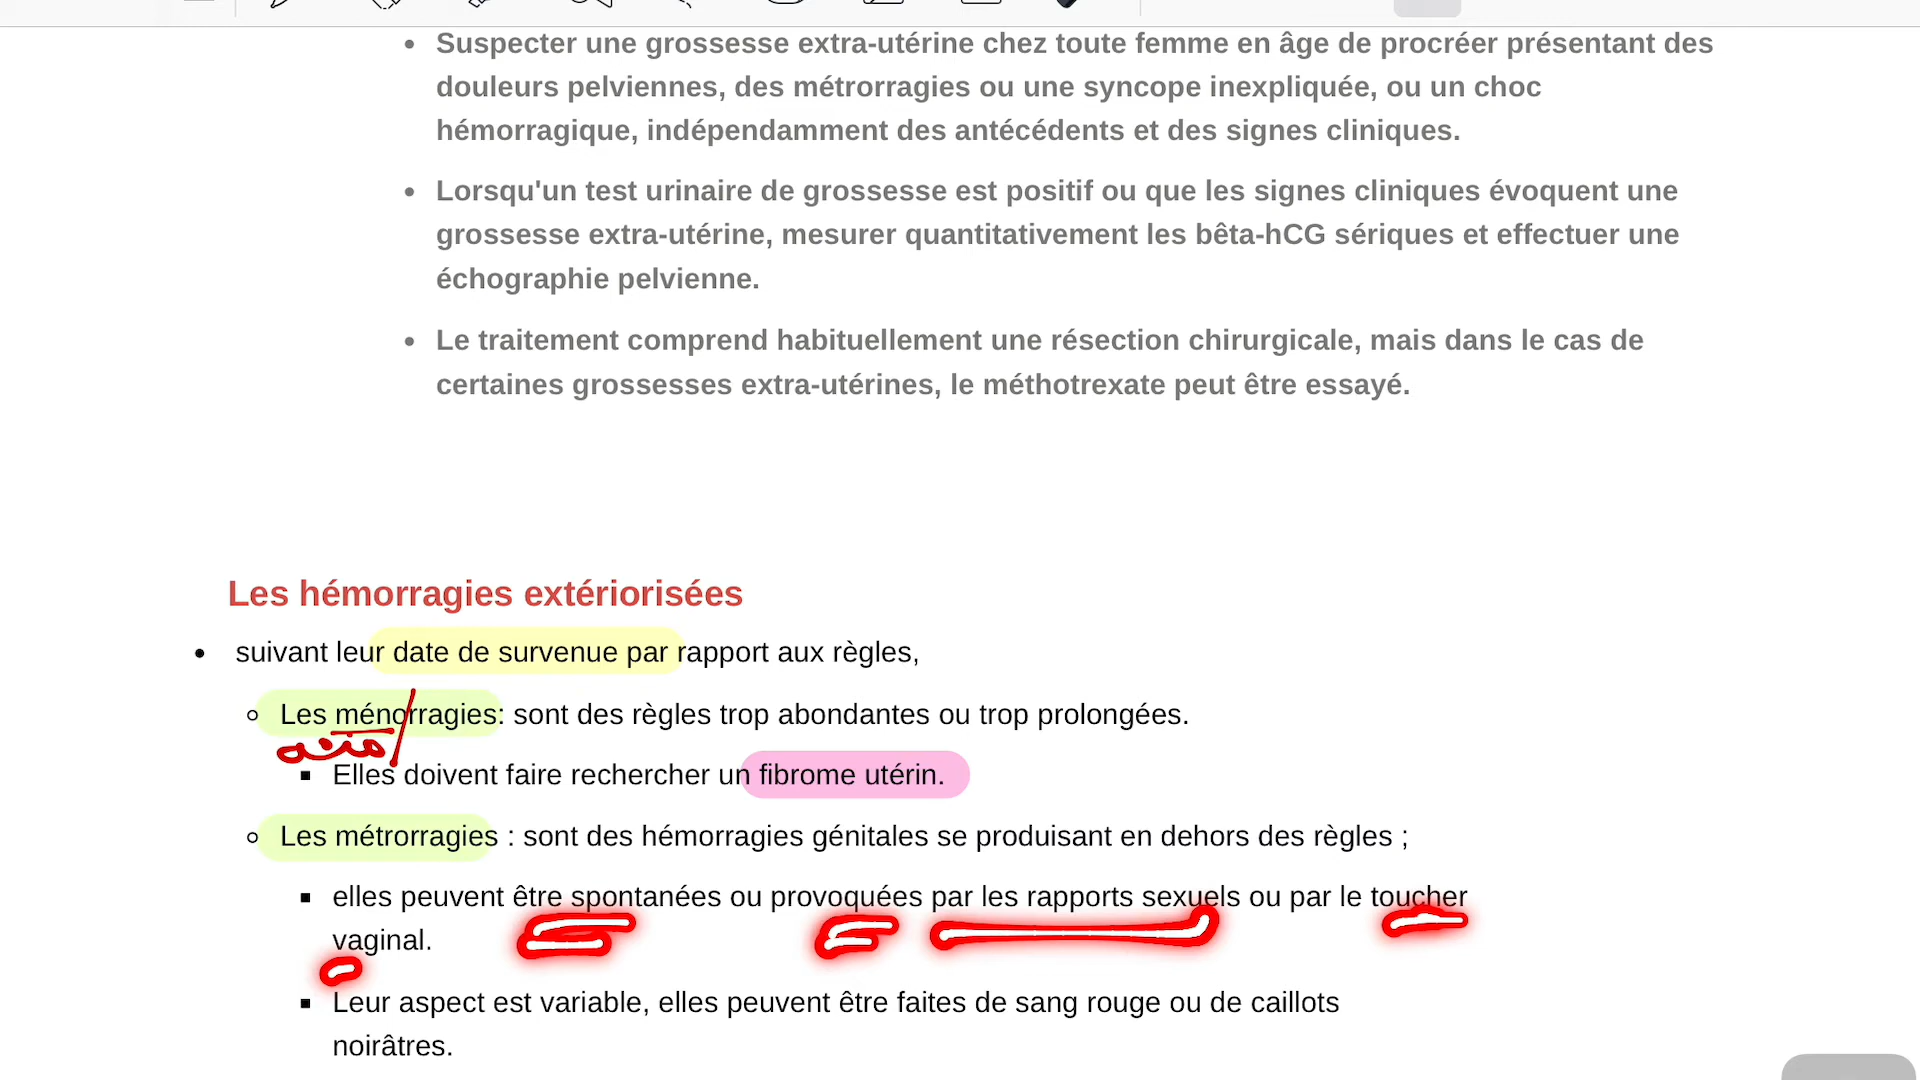 • Suspecter une grossesse extra-utérine chez toute femme en âge de procréer présentant des
douleurs pelviennes, des métrorragies ou une syncope inexpliquée, ou un choc
hémorragique, indépendamment des antécédents et des signes cliniques.
• Lorsqu'un test urinaire de grossesse est positif ou que les signes cliniques évoquent une
grossesse extra-utérine, mesurer quantitativement les bêta-hCG sériques et effectuer une
échographie pelvienne.
• Le traitement comprend habituellement une résection chirurgicale, mais dans le cas de
certaines grossesses extra-utérines, le méthotrexate peut être essayé.
Les hémorragies extériorisées
• suivant leur date de survenue par rapport aux règles,
◦ Les ménorragies: sont des règles trop abondantes ou trop prolongées.
▪ Elles doivent faire rechercher un fibrome utérin.
◦ Les métrorragies : sont des hémorragies génitales se produisant en dehors des règles ;
▪ elles peuvent être spontanées ou provoquées par les rapports sexuels ou par le toucher
vaginal.
▪ Leur aspect est variable, elles peuvent être faites de sang rouge ou de caillots
noirâtres.